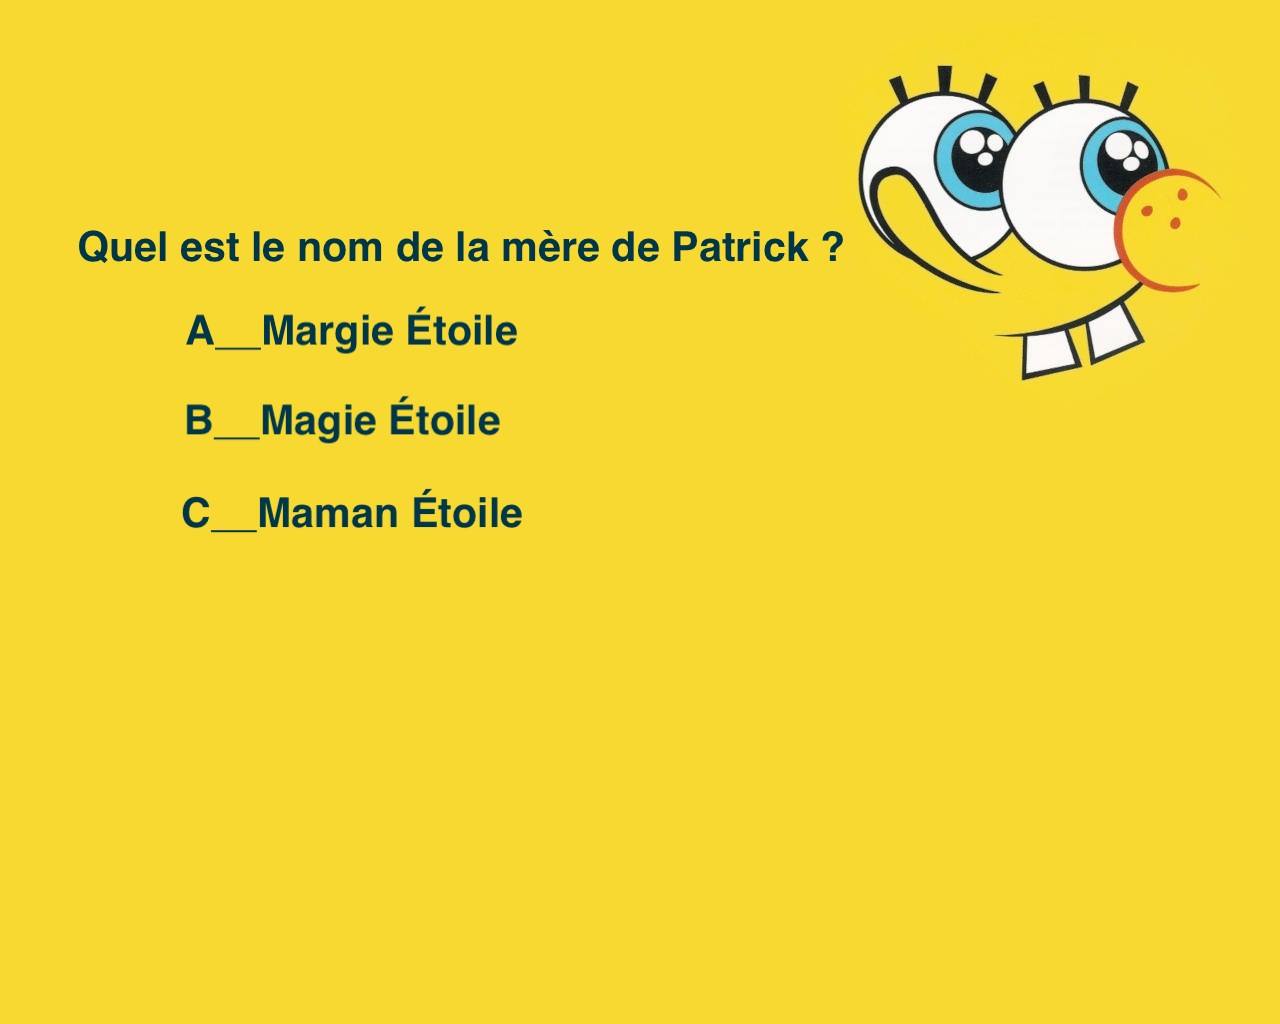 Quel est le nom de la mère de Patrick ?
A__Margie Étoile
B__Magie Étoile
C__Maman Étoile